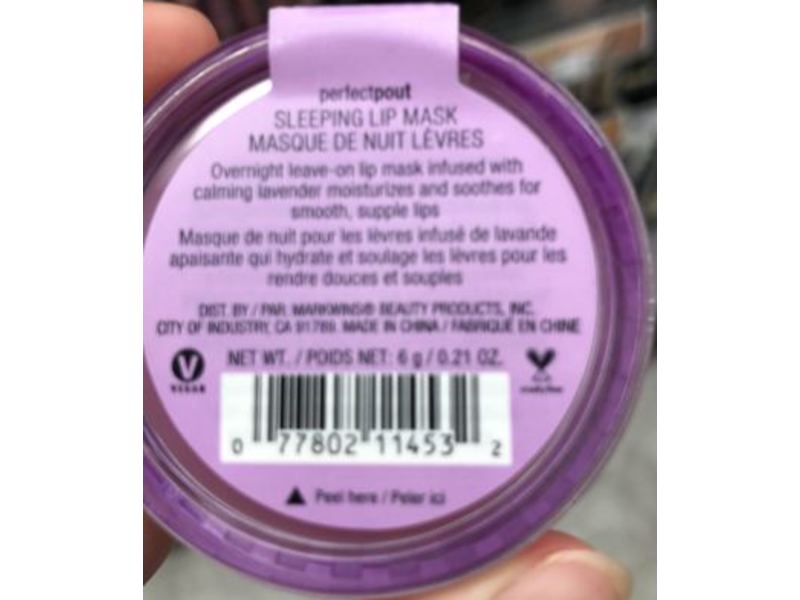 perfectpout
SLEEPING LIP MASK
MASQUE DE NUIT LÈVRES
Overnight leave-on lip mask infused with
calming lavender moisturizes and soothes for
smooth, supple lips
Masque de nuit pour les lèvres infusé de lavande
apaisante qui hydrate et soulage les lèvres pour les
rendre douces et souples
DIST. BY / PAR. MARKWINS® BEAUTY PRODUCTS, INC.
CITY OF INDUSTRY, CA 91789. MADE IN CHINA / FABRIQUÉ EN CHINE
NET WT. / POIDS NET: 6 g / 0.21 OZ.
V
VEGAN
0 77802 11453 2
Peel here / Peler ici